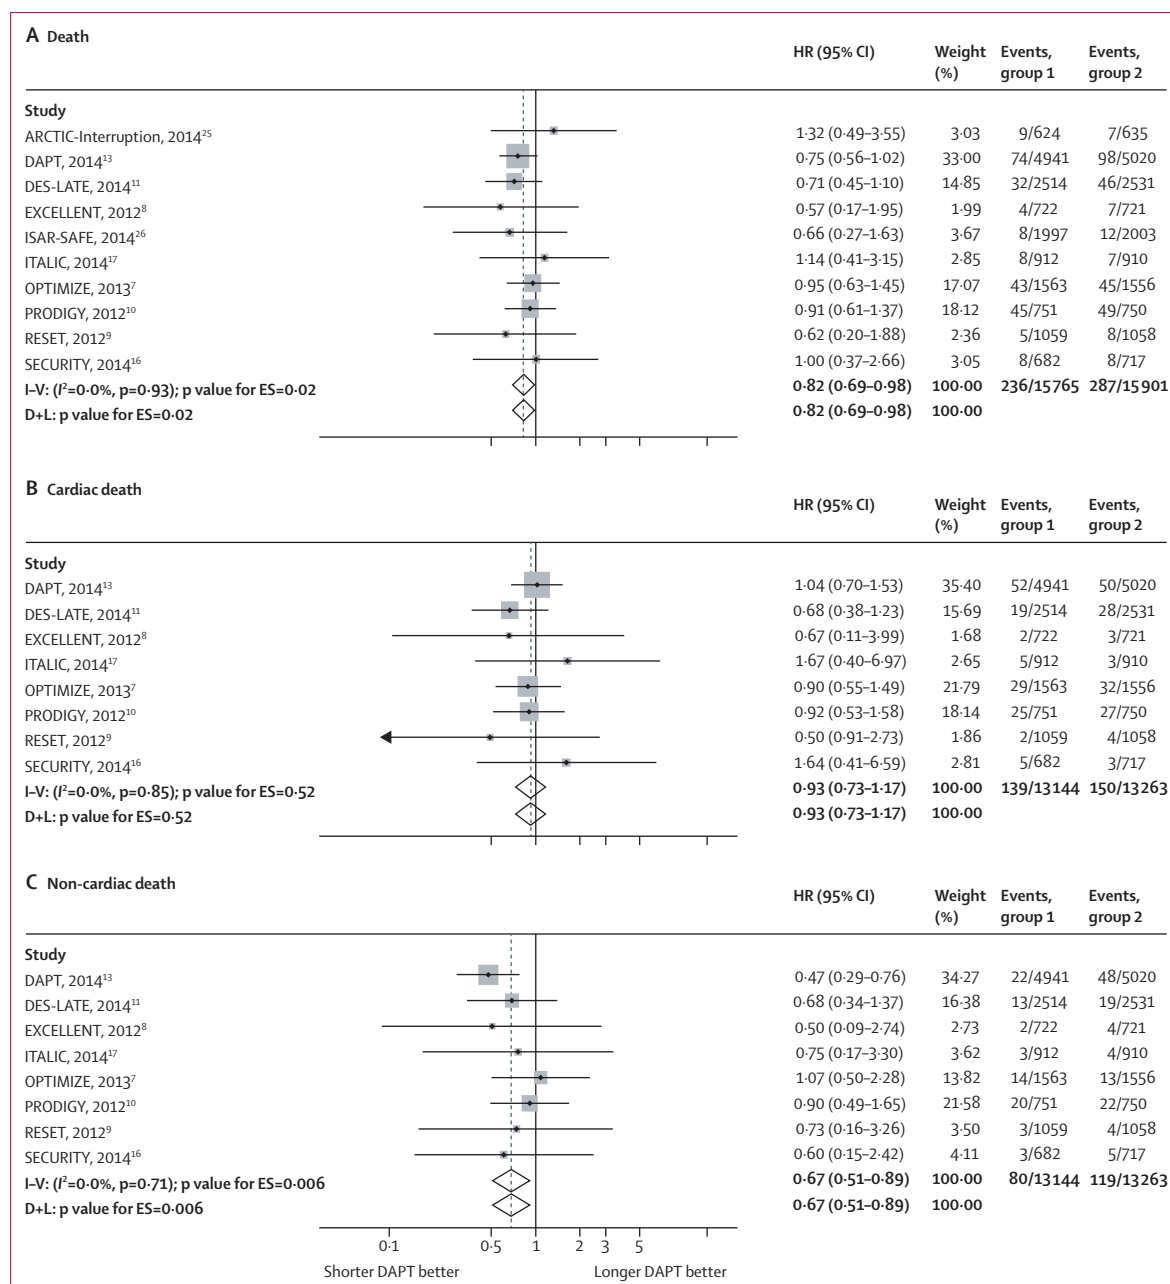 A Death
HR (95% CI) Weight (%) Events, group 1 Events, group 2
Study
ARCTIC-Interruption, 2014²⁵ 1·32 (0·49–3·55) 3·03 9/624 7/635
DAPT, 2014¹³ 0·75 (0·56–1·02) 33·00 74/4941 98/5020
DES-LATE, 2014¹¹ 0·71 (0·45–1·10) 14·85 32/2514 46/2531
EXCELLENT, 2012⁸ 0·57 (0·17–1·95) 1·99 4/722 7/721
ISAR-SAFE, 2014²⁶ 0·66 (0·27–1·63) 3·67 8/1997 12/2003
ITALIC, 2014¹⁷ 1·14 (0·41–3·15) 2·85 8/912 7/910
OPTIMIZE, 2013⁷ 0·95 (0·63–1·45) 17·07 43/1563 45/1556
PRODIGY, 2012¹⁰ 0·91 (0·61–1·37) 18·12 45/751 49/750
RESET, 2012⁹ 0·62 (0·20–1·88) 2·36 5/1059 8/1058
SECURITY, 2014¹⁶ 1·00 (0·37–2·66) 3·05 8/682 8/717
I–V: (I²=0·0%, p=0·93); p value for ES=0·02 0·82 (0·69–0·98) 100·00 236/15765 287/15901
D+L: p value for ES=0·02 0·82 (0·69–0·98) 100·00
B Cardiac death
HR (95% CI) Weight (%) Events, group 1 Events, group 2
Study
DAPT, 2014¹³ 1·04 (0·70–1·53) 35·40 52/4941 50/5020
DES-LATE, 2014¹¹ 0·68 (0·38–1·23) 15·69 19/2514 28/2531
EXCELLENT, 2012⁸ 0·67 (0·11–3·99) 1·68 2/722 3/721
ITALIC, 2014¹⁷ 1·67 (0·40–6·97) 2·65 5/912 3/910
OPTIMIZE, 2013⁷ 0·90 (0·55–1·49) 21·79 29/1563 32/1556
PRODIGY, 2012¹⁰ 0·92 (0·53–1·58) 18·14 25/751 27/750
RESET, 2012⁹ 0·50 (0·91–2·73) 1·86 2/1059 4/1058
SECURITY, 2014¹⁶ 1·64 (0·41–6·59) 2·81 5/682 3/717
I–V: (I²=0·0%, p=0·85); p value for ES=0·52 0·93 (0·73–1·17) 100·00 139/13144 150/13263
D+L: p value for ES=0·52 0·93 (0·73–1·17) 100·00
C Non-cardiac death
HR (95% CI) Weight (%) Events, group 1 Events, group 2
Study
DAPT, 2014¹³ 0·47 (0·29–0·76) 34·27 22/4941 48/5020
DES-LATE, 2014¹¹ 0·68 (0·34–1·37) 16·38 13/2514 19/2531
EXCELLENT, 2012⁸ 0·50 (0·09–2·74) 2·73 2/722 4/721
ITALIC, 2014¹⁷ 0·75 (0·17–3·30) 3·62 3/912 4/910
OPTIMIZE, 2013⁷ 1·07 (0·50–2·28) 13·82 14/1563 13/1556
PRODIGY, 2012¹⁰ 0·90 (0·49–1·65) 21·58 20/751 22/750
RESET, 2012⁹ 0·73 (0·16–3·26) 3·50 3/1059 4/1058
SECURITY, 2014¹⁶ 0·60 (0·15–2·42) 4·11 3/682 5/717
I–V: (I²=0·0%, p=0·71); p value for ES=0·006 0·67 (0·51–0·89) 100·00 80/13144 119/13263
D+L: p value for ES=0·006 0·67 (0·51–0·89) 100·00
0·1 0·5 1 2 3 5
Shorter DAPT better Longer DAPT better